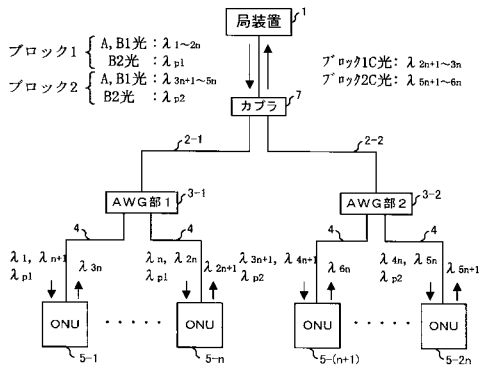 局装置
1
ブロック1
A,B1光:λ1~2n
B2光:λp1
ブロック2
A,B1光:λ3n+1~5n
B2光:λp2
ブロック1C光:λ2n+1~3n
ブロック2C光:λ5n+1~6n
カプラ
7
2-1
2-2
AWG部1
3-1
AWG部2
3-2
4
4
4
4
λ1, λn+1
λp1
λ3n
λn, λ2n
λp1
λ2n+1
λ3n+1, λ4n+1
λp2
λ6n
λ4n, λ5n
λp2
λ5n+1
ONU
・・・・・
ONU
ONU
・・・・・
ONU
5-1
5-n
5-(n+1)
5-2n